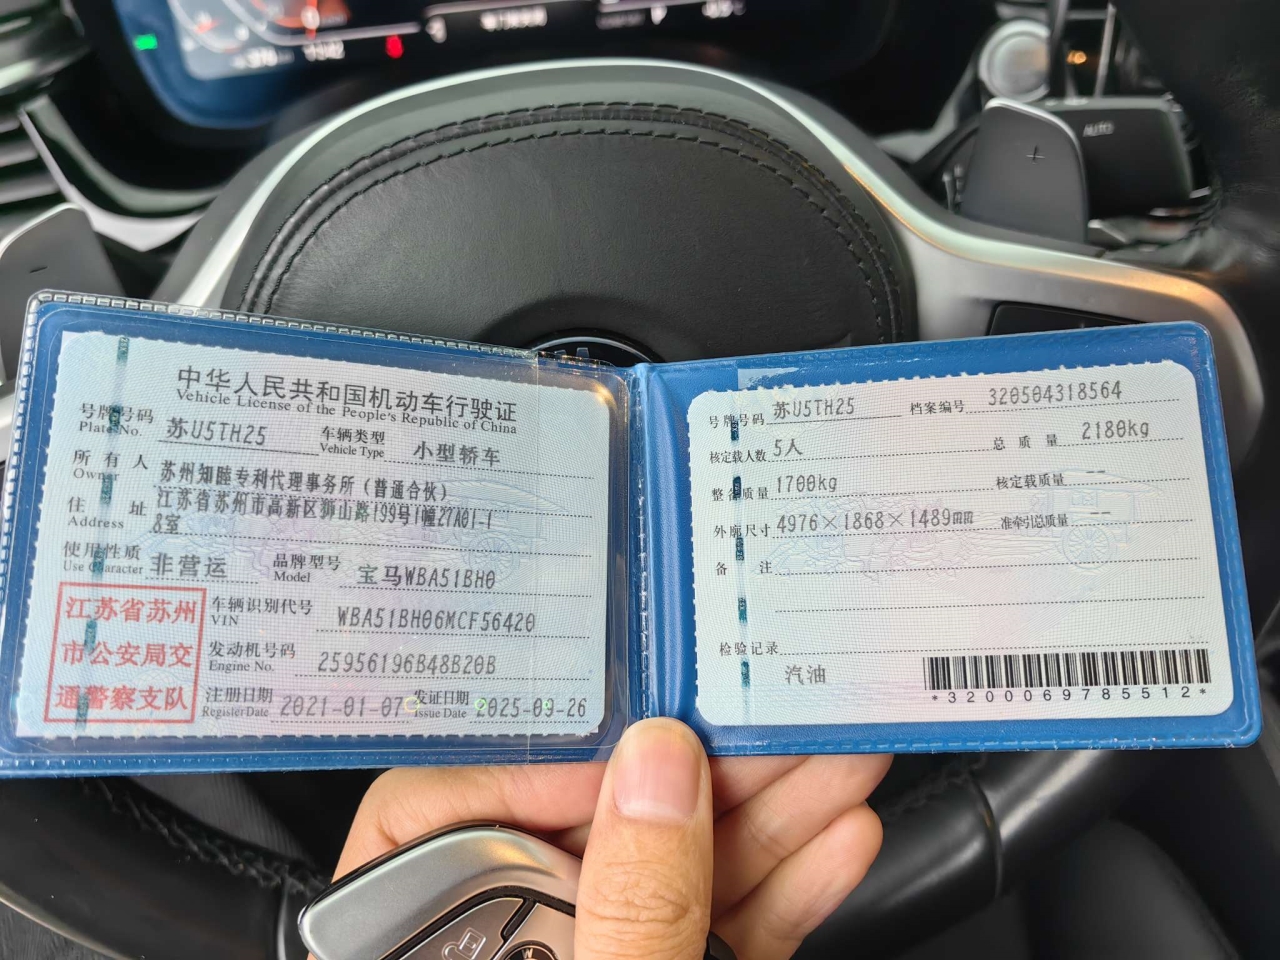 AUTO
中华人民共和国机动车行驶证
Vehicle License of the People's Republic of China
号牌号码 苏U5TH25 车辆类型 小型轿车
Plate No. Vehicle Type
所有人 苏州知睦专利代理事务所（普通合伙）
Owner
住址 江苏省苏州市高新区狮山路199号1幢27A01-1
Address 8室
使用性质 非营运 品牌型号 宝马WBA51BH0
Use Character Model
江苏省苏州
市公安局交
通警察支队
车辆识别代号 WBA51BH06MCF56420
VIN
发动机号码 25956196B48B20B
Engine No.
注册日期 2021-01-07 发证日期 2025-09-26
Register Date Issue Date
号牌号码 苏U5TH25 档案编号 320504318564
核定载人数 5人 总质量 2180kg
整备质量 1700kg 核定载质量 --
外廓尺寸 4976×1868×1489mm 准牵引总质量 --
备注
检验记录
汽油
*3200069785512*